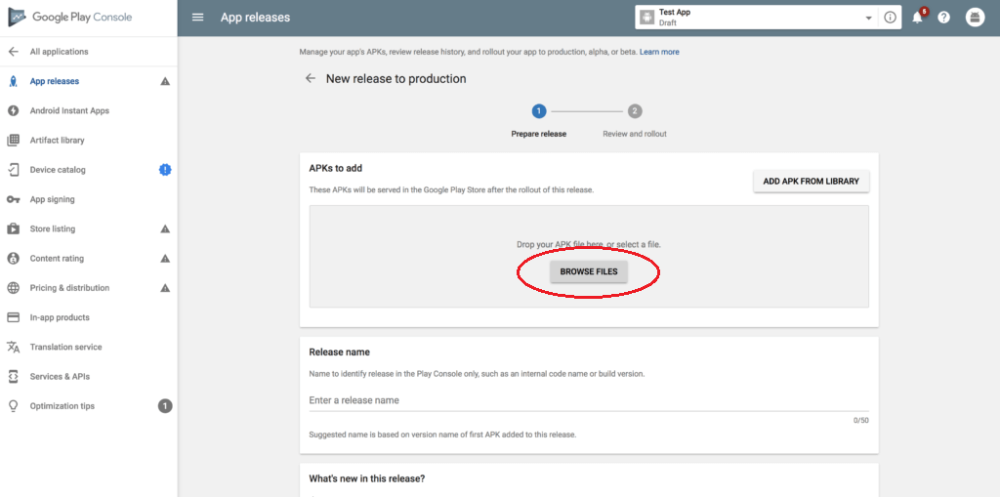 Google Play Console
App releases
Test App
Draft
5
All applications
App releases
Android Instant Apps
Artifact library
Device catalog
App signing
Store listing
Content rating
Pricing & distribution
In-app products
Translation service
Services & APIs
Optimization tips
1
Manage your app's APKs, review release history, and rollout your app to production, alpha, or beta. Learn more
New release to production
1
2
Prepare release
Review and rollout
APKs to add
These APKs will be served in the Google Play Store after the rollout of this release.
ADD APK FROM LIBRARY
Drop your APK file here, or select a file.
BROWSE FILES
Release name
Name to identify release in the Play Console only, such as an internal code name or build version.
Enter a release name
0/50
Suggested name is based on version name of first APK added to this release.
What's new in this release?